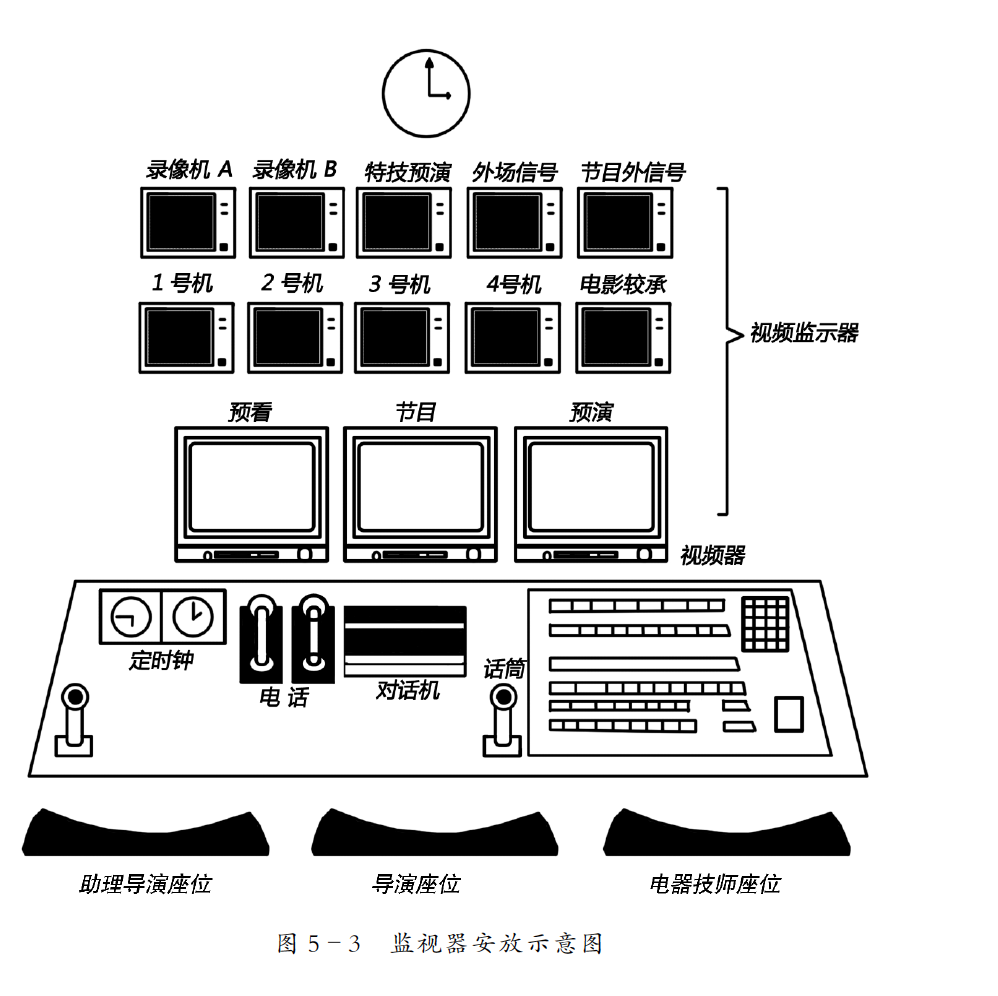 录像机 A 录像机 B 特技预演 外场信号 节目外信号
1 号机 2 号机 3 号机 4号机 电影较承
视频监示器
预看 节目 预演
视频器
定时钟
电 话
对话机
话筒
助理导演座位 导演座位 电器技师座位
图 5-3 监视器安放示意图